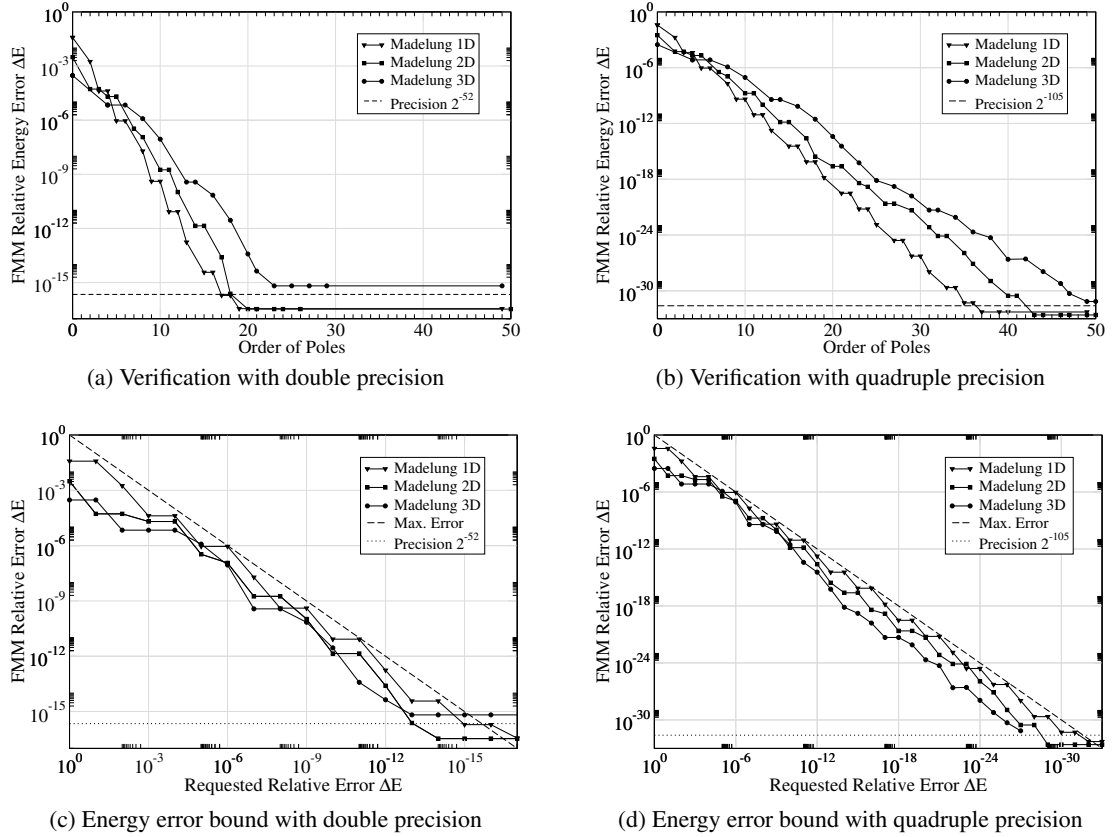 FMM Relative Energy Error ΔE
10^0
10^-3
10^-6
10^-9
10^-12
10^-15
0
10
20
30
40
50
Order of Poles
Madelung 1D
Madelung 2D
Madelung 3D
Precision 2^-52
(a) Verification with double precision
FMM Relative Energy Error ΔE
10^0
10^-6
10^-12
10^-18
10^-24
10^-30
0
10
20
30
40
50
Order of Poles
Madelung 1D
Madelung 2D
Madelung 3D
Precision 2^-105
(b) Verification with quadruple precision
FMM Relative Error ΔE
10^0
10^-3
10^-6
10^-9
10^-12
10^-15
10^0
10^-3
10^-6
10^-9
10^-12
10^-15
Requested Relative Error ΔE
Madelung 1D
Madelung 2D
Madelung 3D
Max. Error
Precision 2^-52
(c) Energy error bound with double precision
FMM Relative Error ΔE
10^0
10^-6
10^-12
10^-18
10^-24
10^-30
10^0
10^-6
10^-12
10^-18
10^-24
10^-30
Requested Relative Error ΔE
Madelung 1D
Madelung 2D
Madelung 3D
Max. Error
Precision 2^-105
(d) Energy error bound with quadruple precision